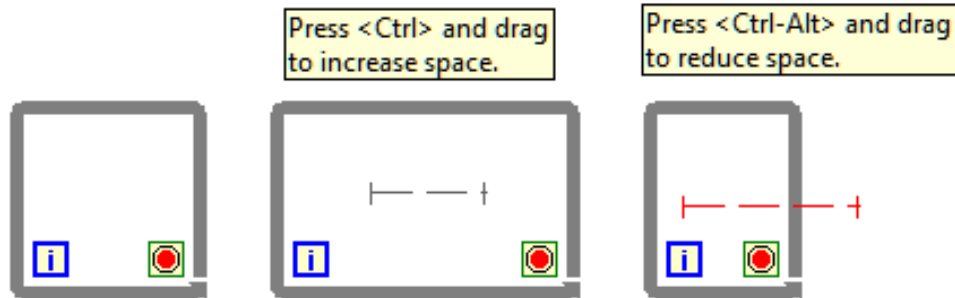 Press <Ctrl> and drag
to increase space.
Press <Ctrl-Alt> and drag
to reduce space.
i
i
i